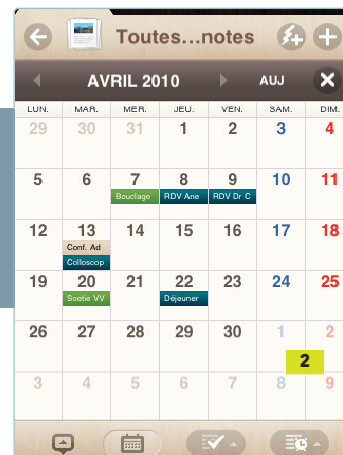 Toutes...notes
AVRIL 2010 AUJ
LUN. MAR. MER. JEU. VEN. SAM. DIM.
29 30 31 1 2 3 4
5 6 7 8 9 10 11
Bouclage RDV Ane RDV Dr C
12 13 14 15 16 17 18
Conf. Ad
Colloscop
19 20 21 22 23 24 25
Soetie VV Déjeuner
26 27 28 29 30 1 2
2
3 4 5 6 7 8 9